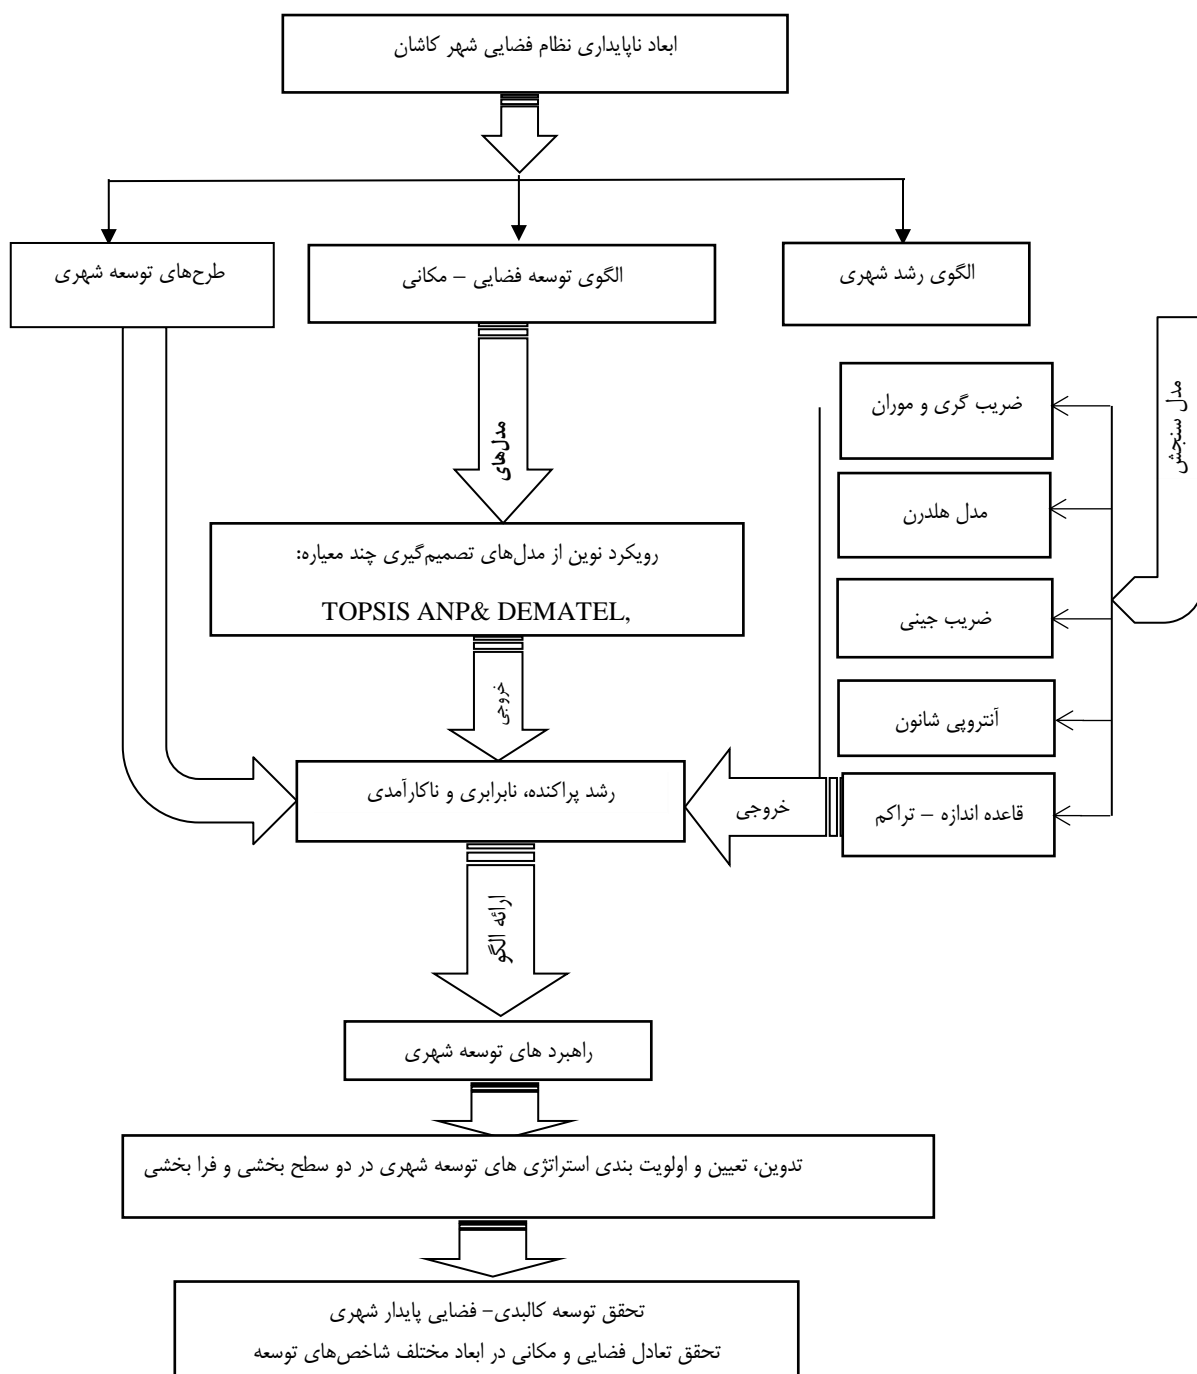 ابعاد ناپایداری نظام فضایی شهر کاشان
الگوی رشد شهری
الگوی توسعه فضایی – مکانی
طرح‌های توسعه شهری
مدل سنجش
ضریب گری و موران
مدل هلدرن
ضریب جینی
آنتروپی شانون
قاعده اندازه – تراکم
خروجی
مدل‌های
رویکرد نوین از مدل‌های تصمیم‌گیری چند معیاره:
TOPSIS ANP& DEMATEL,
خروجی
رشد پراکنده، نابرابری و ناکارآمدی
ارائه الگو
راهبرد های توسعه شهری
تدوین، تعیین و اولویت بندی استراتژی های توسعه شهری در دو سطح بخشی و فرا بخشی
تحقق توسعه کالبدی- فضایی پایدار شهری
تحقق تعادل فضایی و مکانی در ابعاد مختلف شاخص‌های توسعه